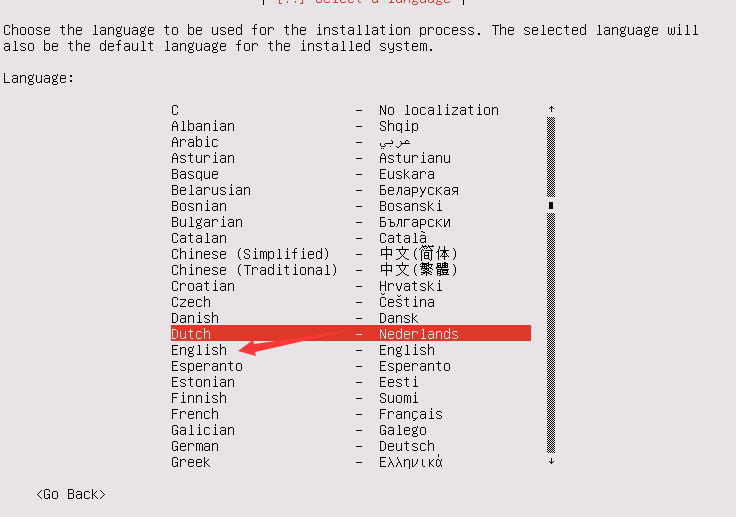 [!!] Select a language
Choose the language to be used for the installation process. The selected language will
also be the default language for the installed system.
Language:
C - No localization
Albanian - Shqip
Arabic - عربي
Asturian - Asturianu
Basque - Euskara
Belarusian - Беларуская
Bosnian - Bosanski
Bulgarian - Български
Catalan - Català
Chinese (Simplified) - 中文(简体)
Chinese (Traditional) - 中文(繁體)
Croatian - Hrvatski
Czech - Čeština
Danish - Dansk
Dutch - Nederlands
English - English
Esperanto - Esperanto
Estonian - Eesti
Finnish - Suomi
French - Français
Galician - Galego
German - Deutsch
Greek - Ελληνικά
<Go Back>